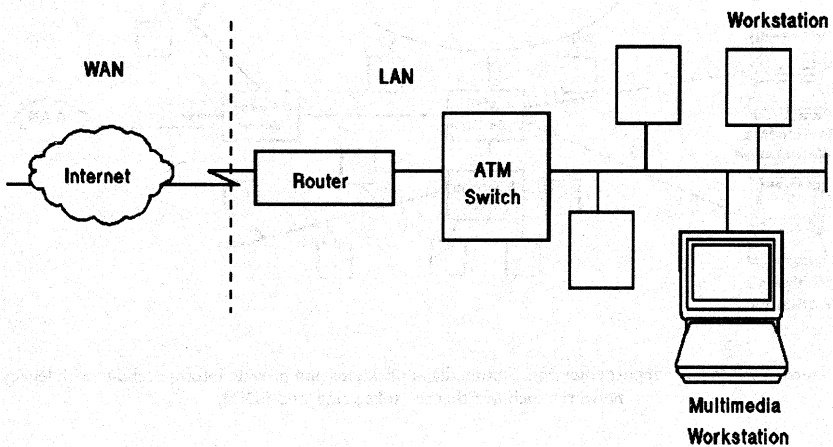 Workstation
WAN
LAN
Internet
Router
ATM
Switch
Multimedia
Workstation